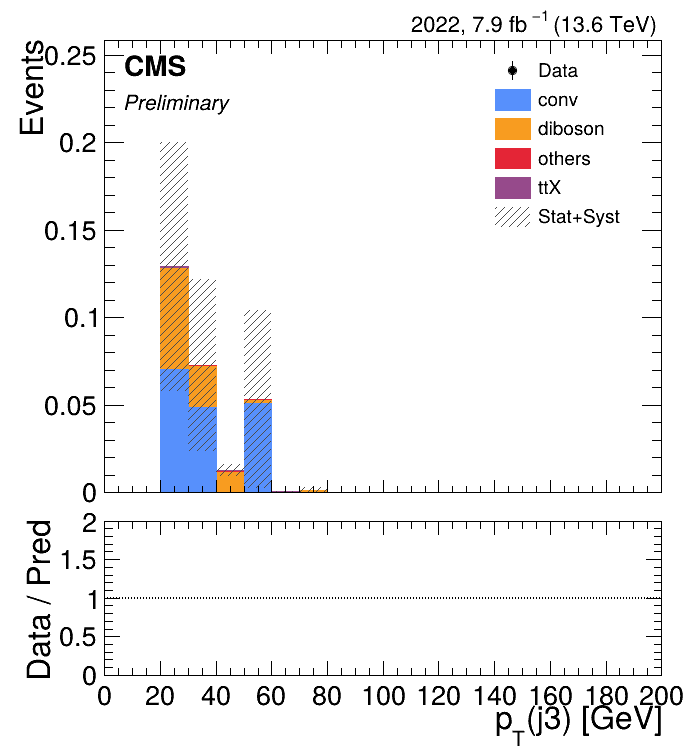 2022, 7.9 fb⁻¹ (13.6 TeV)
Events
0.25
0.2
0.15
0.1
0.05
0
CMS
Preliminary
Data
conv
diboson
others
ttX
Stat+Syst
Data / Pred
2
1.5
1
0.5
0
0 20 40 60 80 100 120 140 160 180 200
p_T(j3) [GeV]